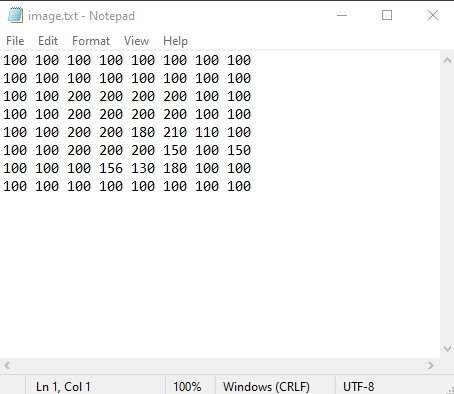 image.txt - Notepad
File Edit Format View Help
100 100 100 100 100 100 100 100
100 100 100 100 100 100 100 100
100 100 200 200 200 200 100 100
100 100 200 200 200 200 100 100
100 100 200 200 180 210 110 100
100 100 200 200 200 150 100 150
100 100 100 156 130 180 100 100
100 100 100 100 100 100 100 100
Ln 1, Col 1 100% Windows (CRLF) UTF-8